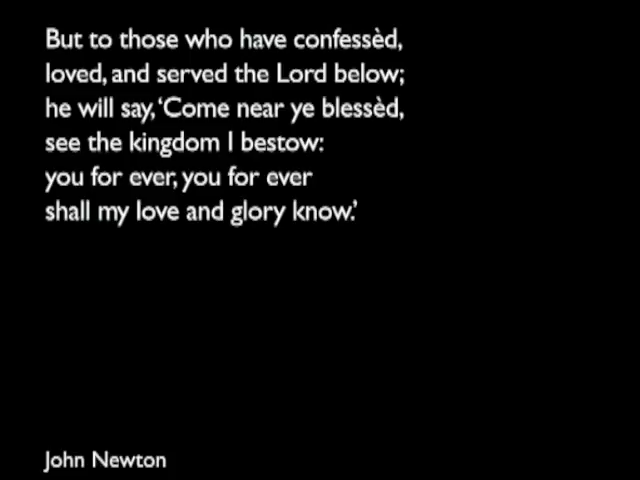 But to those who have confessèd,
loved, and served the Lord below;
he will say, ‘Come near ye blessèd,
see the kingdom I bestow:
you for ever, you for ever
shall my love and glory know.’
John Newton